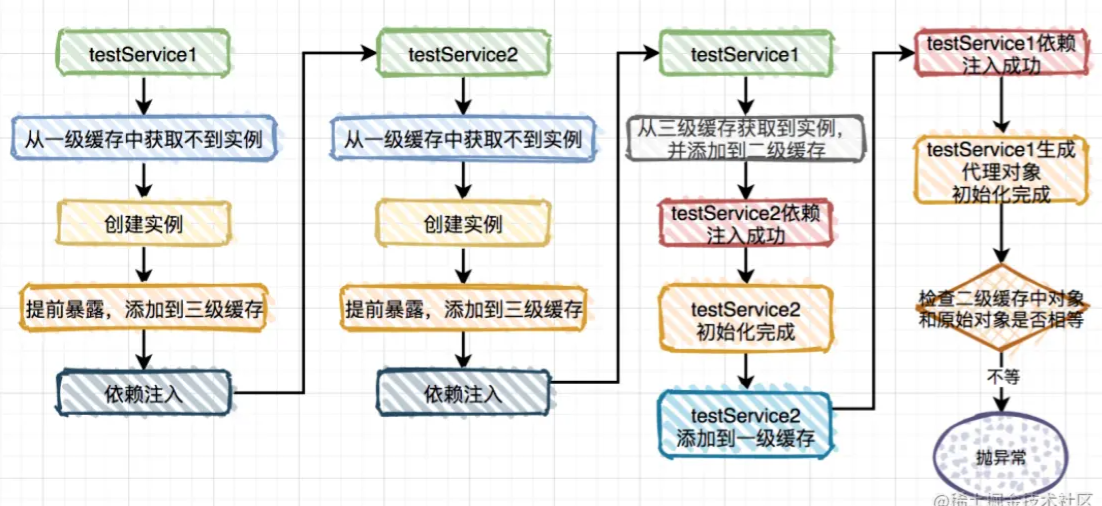 testService1
从一级缓存中获取不到实例
创建实例
提前暴露，添加到三级缓存
依赖注入
testService2
从一级缓存中获取不到实例
创建实例
提前暴露，添加到三级缓存
依赖注入
testService1
从三级缓存获取到实例，
并添加到二级缓存
testService2依赖
注入成功
testService2
初始化完成
testService2
添加到一级缓存
testService1依赖
注入成功
testService1生成
代理对象
初始化完成
检查二级缓存中对象
和原始对象是否相等
不等
抛异常
@稀土掘金技术社区